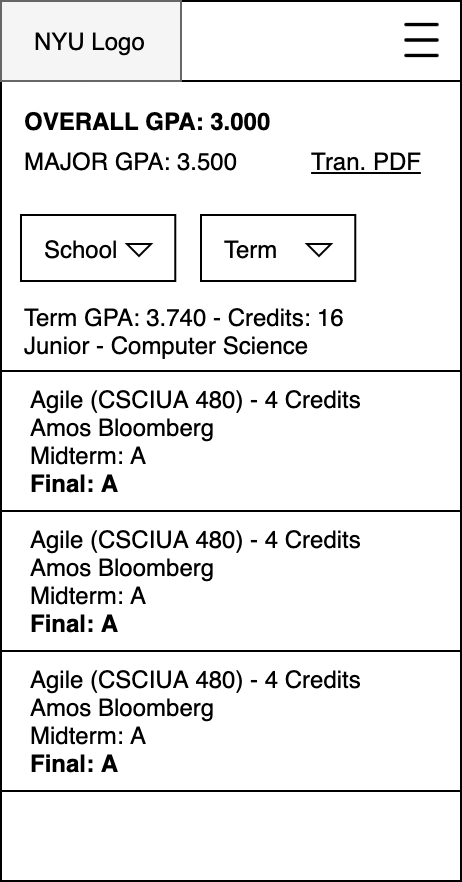 NYU Logo
OVERALL GPA: 3.000
MAJOR GPA: 3.500 Tran. PDF
School Term
Term GPA: 3.740 - Credits: 16
Junior - Computer Science
Agile (CSCIUA 480) - 4 Credits
Amos Bloomberg
Midterm: A
Final: A
Agile (CSCIUA 480) - 4 Credits
Amos Bloomberg
Midterm: A
Final: A
Agile (CSCIUA 480) - 4 Credits
Amos Bloomberg
Midterm: A
Final: A